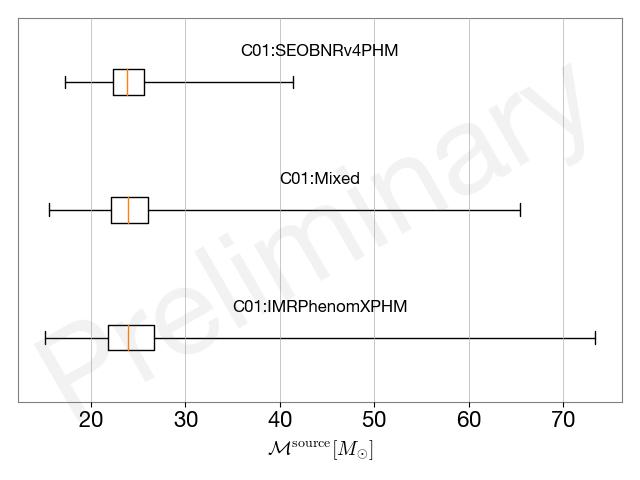 C01:SEOBNRv4PHM
C01:Mixed
C01:IMRPhenomXPHM
Preliminary
20 30 40 50 60 70
ℳ^source[M_⊙]